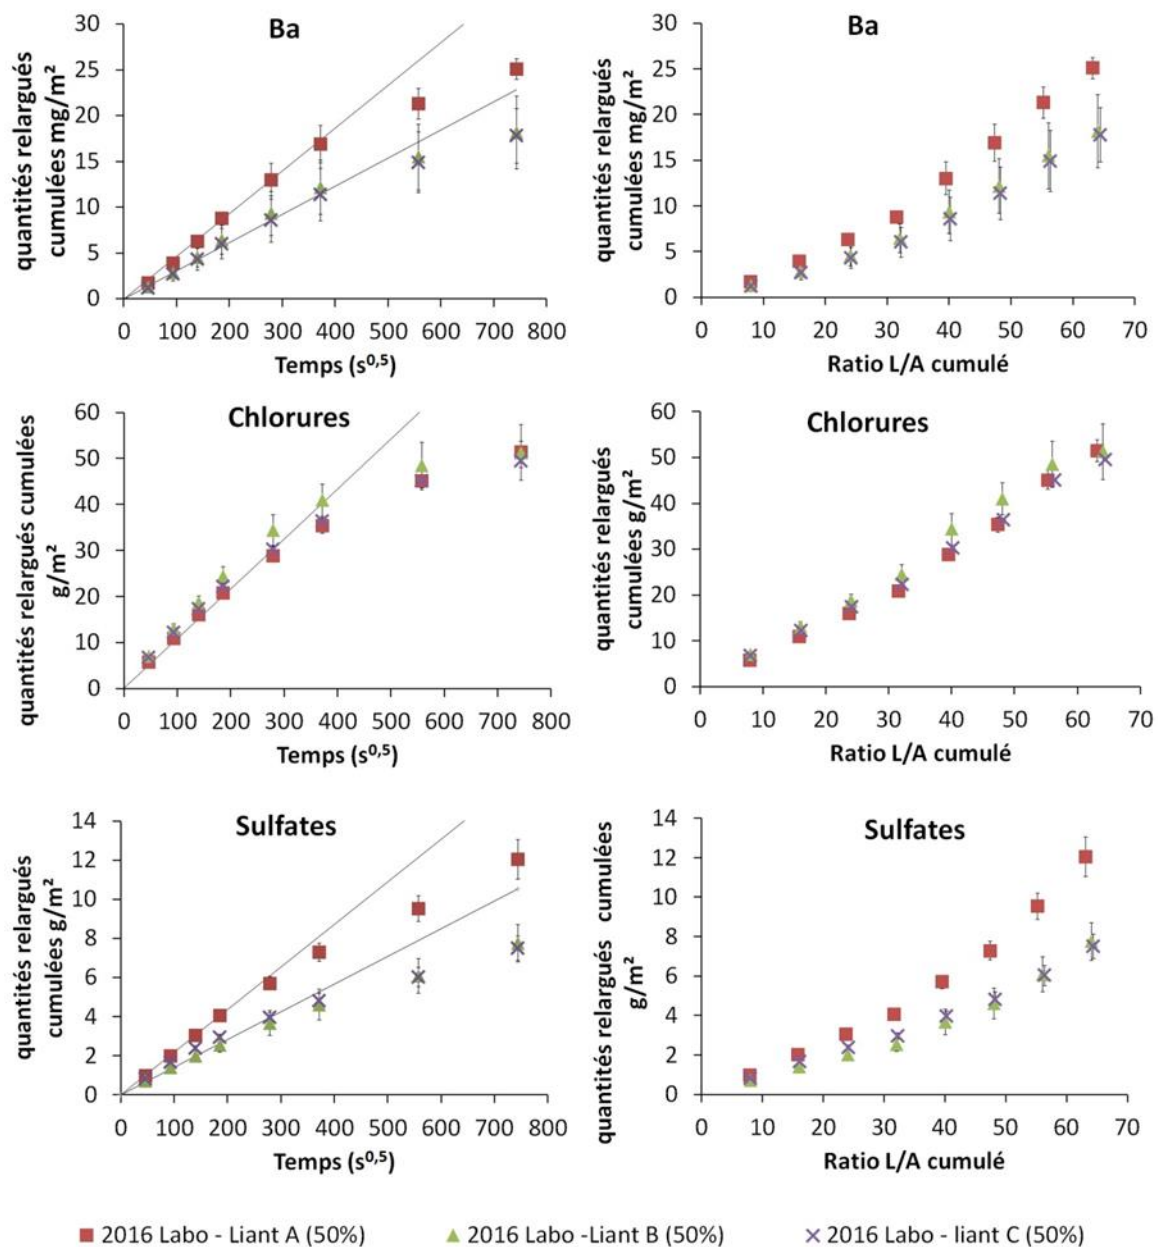 Ba
quantités relargués
cumulées mg/m²
30
25
20
15
10
5
0
0 100 200 300 400 500 600 700 800
Temps (s⁰,⁵)
Ba
quantités relargués
cumulées mg/m²
30
25
20
15
10
5
0
0 10 20 30 40 50 60 70
Ratio L/A cumulé
Chlorures
quantités relargués cumulées
g/m²
60
50
40
30
20
10
0
0 100 200 300 400 500 600 700 800
Temps (s⁰,⁵)
Chlorures
quantités relargués
cumulées g/m²
60
50
40
30
20
10
0
0 10 20 30 40 50 60 70
Ratio L/A cumulé
Sulfates
quantités relargués
cumulées g/m²
14
12
10
8
6
4
2
0
0 100 200 300 400 500 600 700 800
Temps (s⁰,⁵)
Sulfates
quantités relargués cumulées
g/m²
14
12
10
8
6
4
2
0
0 10 20 30 40 50 60 70
Ratio L/A cumulé
2016 Labo - Liant A (50%) 2016 Labo -Liant B (50%) 2016 Labo - liant C (50%)